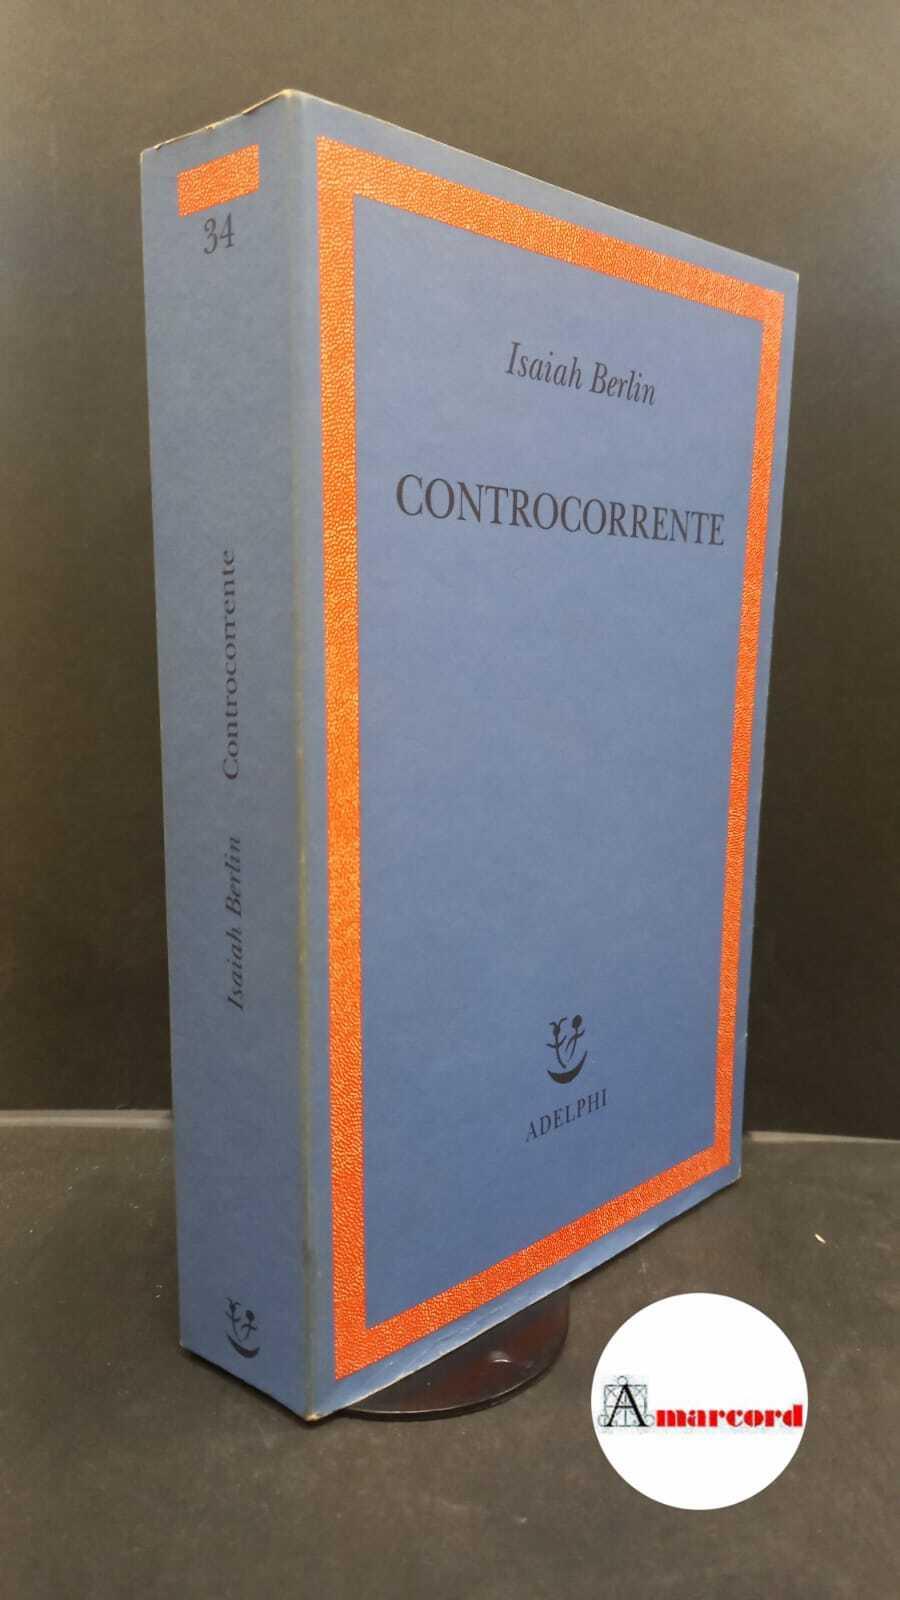 34
Isaiah Berlin Controcorrente
Isaiah Berlin
CONTROCORRENTE
ADELPHI
Amarcord